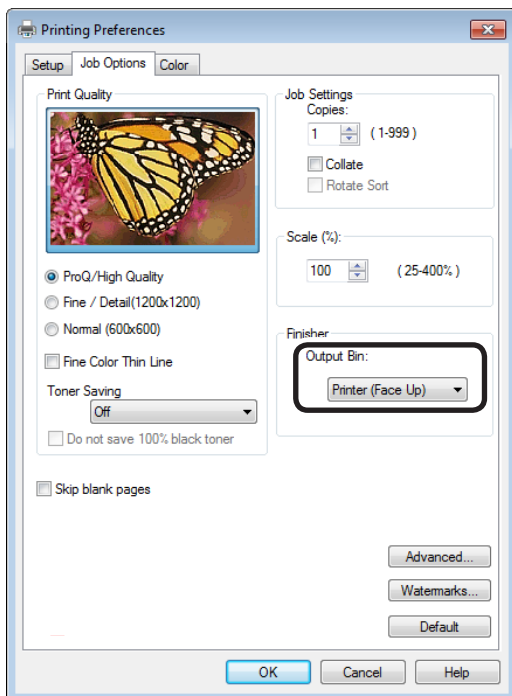 Printing Preferences
Setup
Job Options
Color
Print Quality
ProQ/High Quality
Fine / Detail(1200x1200)
Normal (600x600)
Fine Color Thin Line
Toner Saving
Off
Do not save 100% black toner
Skip blank pages
Job Settings
Copies:
1 ( 1-999 )
Collate
Rotate Sort
Scale (%):
100 ( 25-400% )
Finisher
Output Bin:
Printer (Face Up)
Advanced...
Watermarks...
Default
OK
Cancel
Help